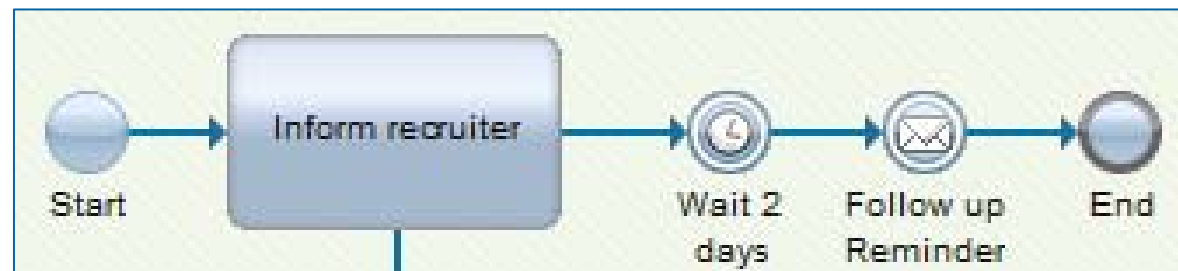 Inform recruiter
Start
Wait 2
days
Follow up
Reminder
End